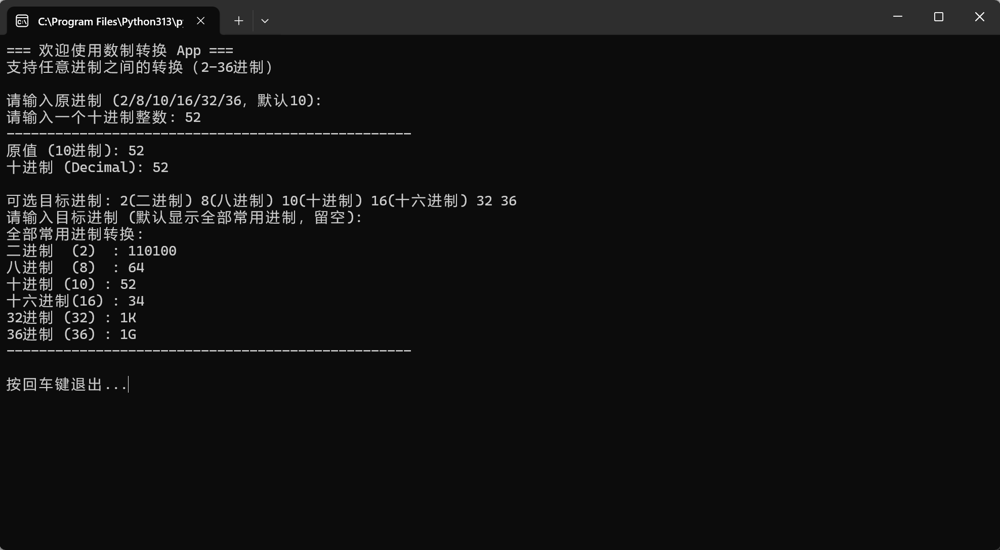 C:\Program Files\Python313\py
=== 欢迎使用数制转换 App ===
支持任意进制之间的转换（2-36进制）
请输入原进制 (2/8/10/16/32/36, 默认10):
请输入一个十进制整数: 52
--------------------------------------------------
原值 (10进制): 52
十进制 (Decimal): 52
可选目标进制: 2(二进制) 8(八进制) 10(十进制) 16(十六进制) 32 36
请输入目标进制 (默认显示全部常用进制, 留空):
全部常用进制转换:
二进制  (2)  : 110100
八进制  (8)  : 64
十进制 (10) : 52
十六进制(16) : 34
32进制 (32) : 1K
36进制 (36) : 1G
--------------------------------------------------
按回车键退出...